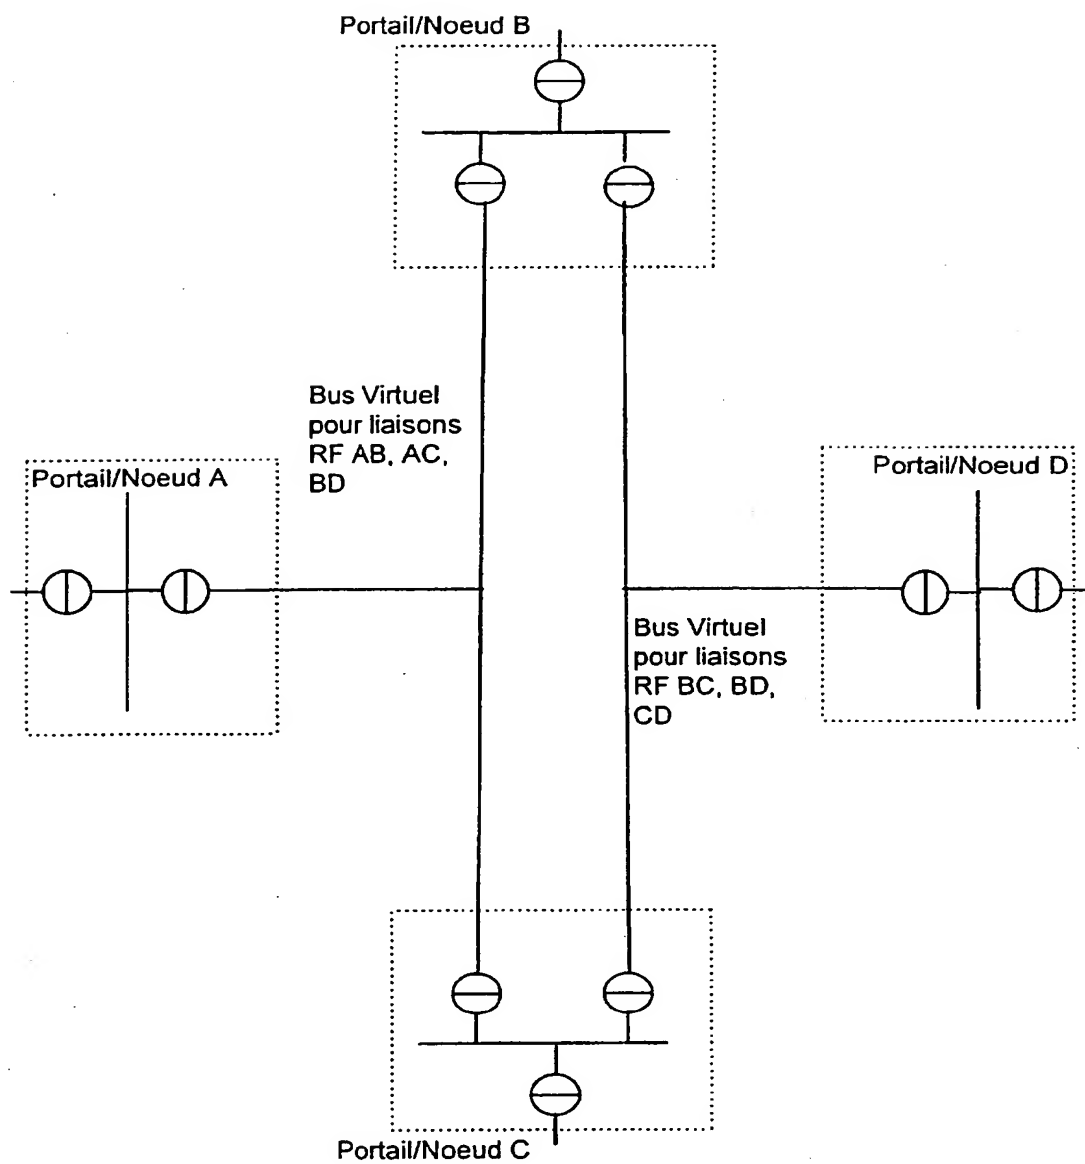 Portail/Noeud B
Bus Virtuel
pour liaisons
RF AB, AC,
BD
Portail/Noeud A
Portail/Noeud D
Bus Virtuel
pour liaisons
RF BC, BD,
CD
Portail/Noeud C